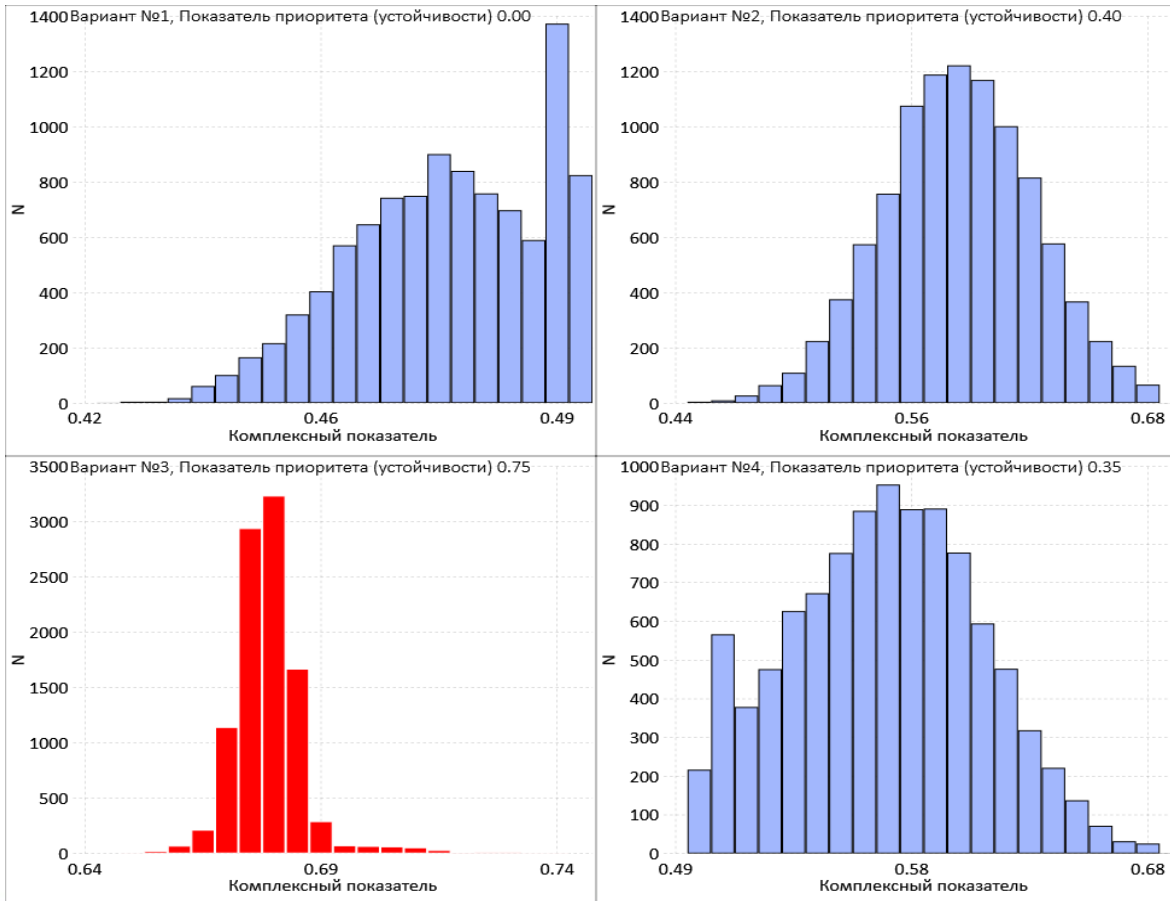 Вариант №1, Показатель приоритета (устойчивости) 0.00
1400
1200
1000
800
600
400
200
0
N
0.42 0.46 0.49
Комплексный показатель
Вариант №2, Показатель приоритета (устойчивости) 0.40
1400
1200
1000
800
600
400
200
0
N
0.44 0.56 0.68
Комплексный показатель
Вариант №3, Показатель приоритета (устойчивости) 0.75
3500
3000
2500
2000
1500
1000
500
0
N
0.64 0.69 0.74
Комплексный показатель
Вариант №4, Показатель приоритета (устойчивости) 0.35
1000
900
800
700
600
500
400
300
200
100
0
N
0.49 0.58 0.68
Комплексный показатель